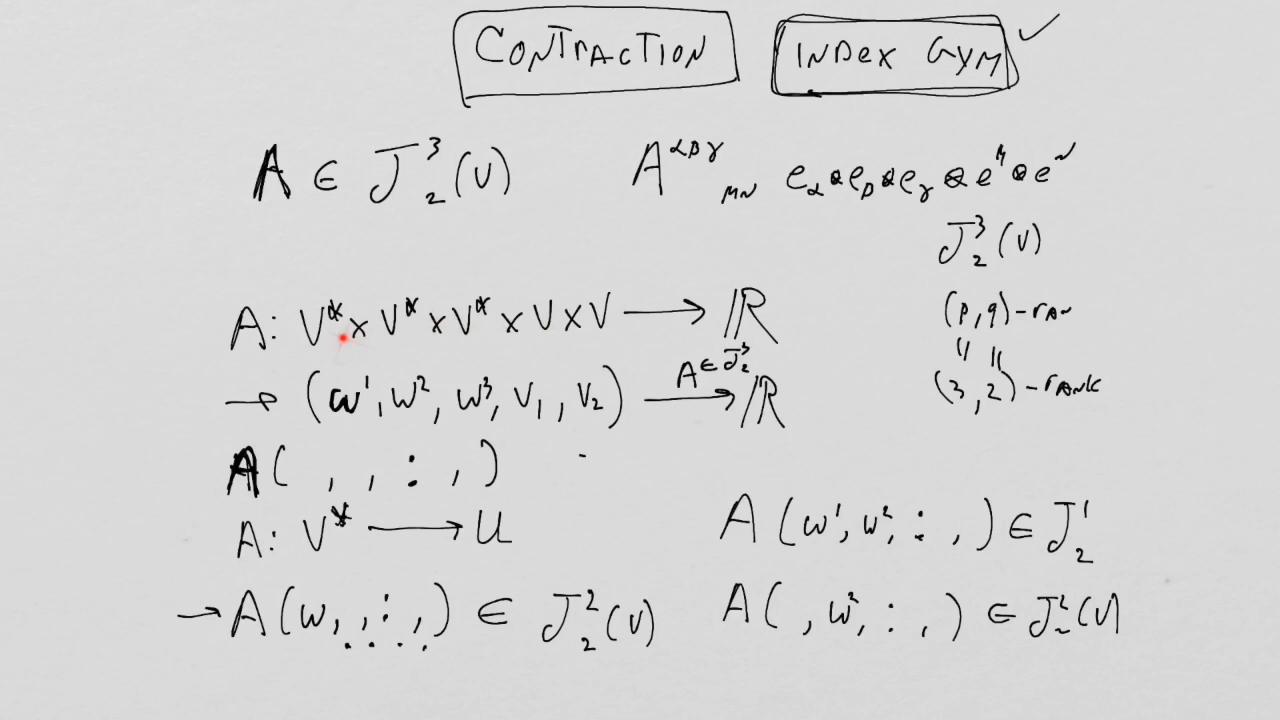 CONTRACTION INDEX GYM ✓
A ∈ J³₂(V) A^{αβγ}_{μν} e_α⊗e_β⊗e_γ⊗e^μ⊗e^ν
J³₂(V)
A: V* × V* × V* × V × V → ℝ (p,q)-ran
" "
→ (ω¹, ω², ω³, V₁, V₂) —A∈J³₂→ ℝ (3,2)-rank
A( , , ; , )
A: V* → U A(ω¹, ω², ; , ) ∈ J¹₂
→ A(ω, , ; , ) ∈ J²₂(V) A( , ω², ; , ) ∈ J²₂(V)